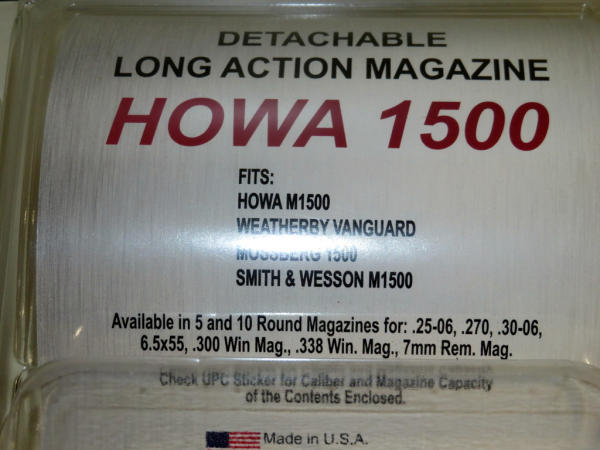 DETACHABLE
LONG ACTION MAGAZINE
HOWA 1500
FITS:
HOWA M1500
WEATHERBY VANGUARD
MOSSBERG 1500
SMITH & WESSON M1500
Available in 5 and 10 Round Magazines for: .25-06, .270, .30-06,
6.5x55, .300 Win Mag., .338 Win. Mag., 7mm Rem. Mag.
Check UPC Sticker for Caliber and Magazine Capacity
of the Contents Enclosed.
Made in U.S.A.